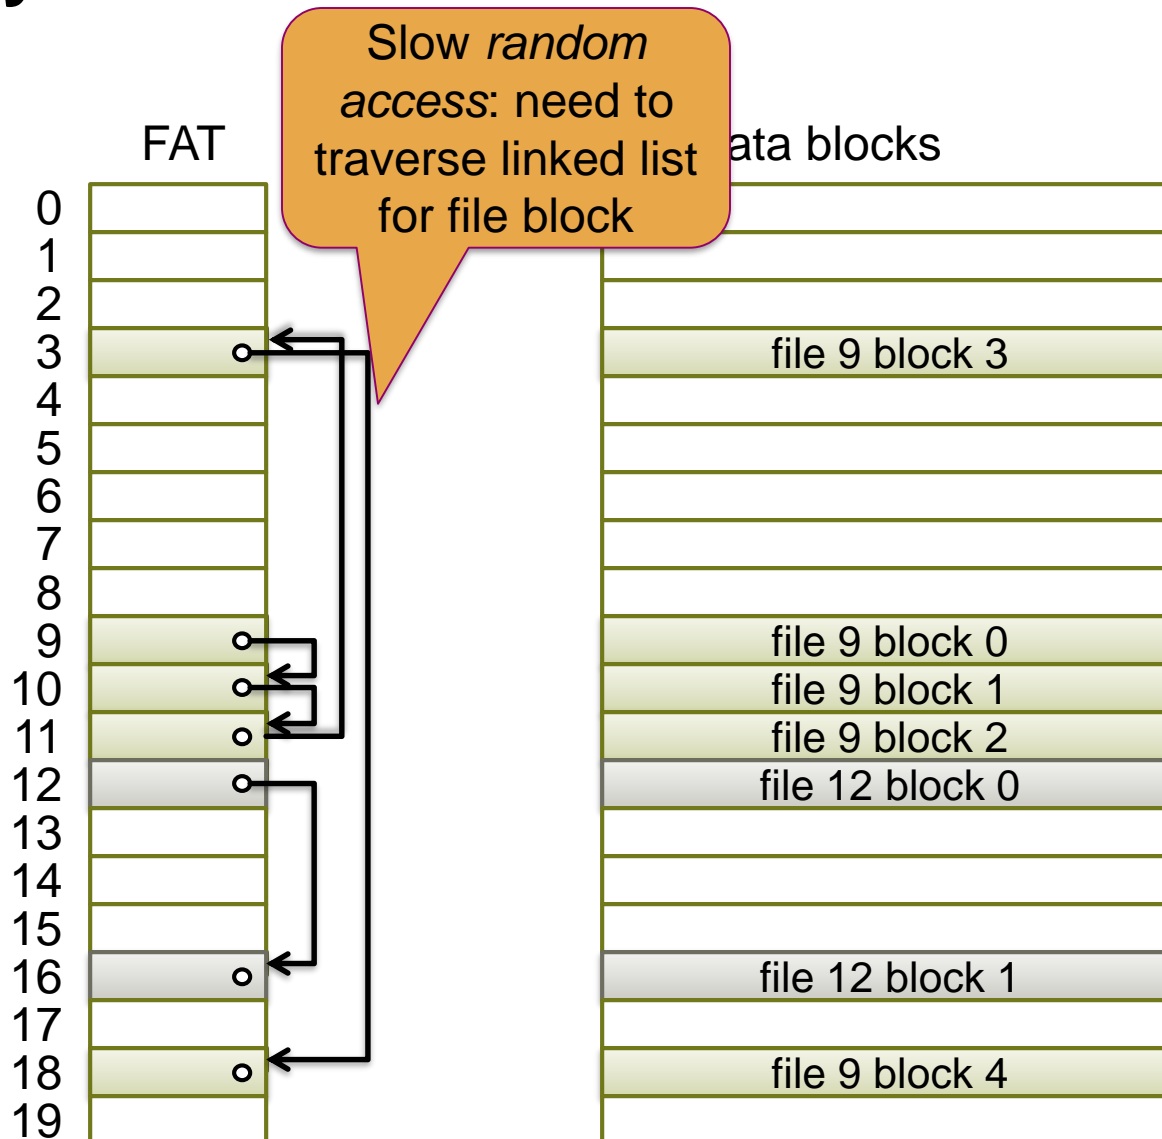 Slow random
access: need to
traverse linked list
for file block
FAT
ata blocks
0
1
2
3
file 9 block 3
4
5
6
7
8
9
file 9 block 0
10
file 9 block 1
11
file 9 block 2
12
file 12 block 0
13
14
15
16
file 12 block 1
17
18
file 9 block 4
19